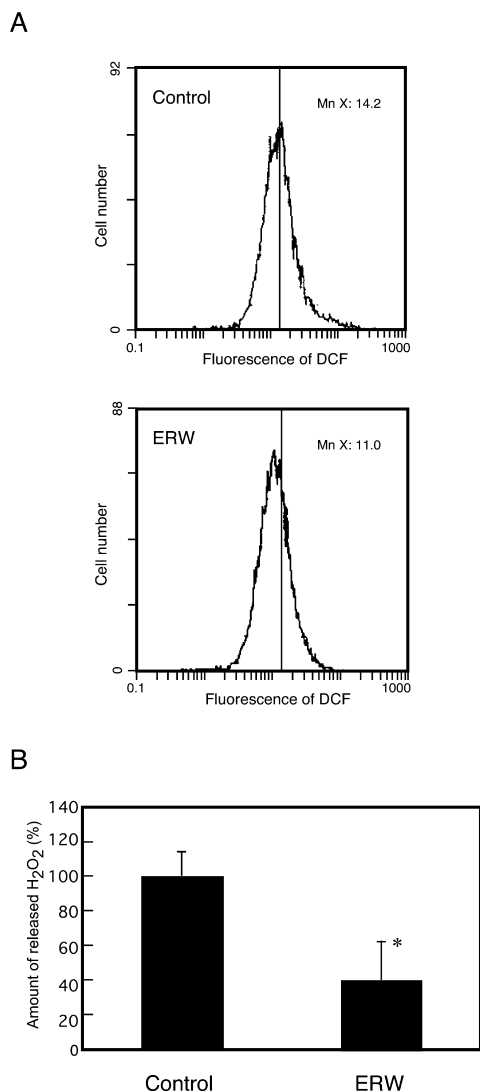 A
92
Control
Mn X: 14.2
Cell number
0
0.1
1000
Fluorescence of DCF
88
ERW
Mn X: 11.0
Cell number
0
0.1
1000
Fluorescence of DCF
B
Amount of released H₂O₂ (%)
140
120
100
80
60
40
20
0
*
Control
ERW